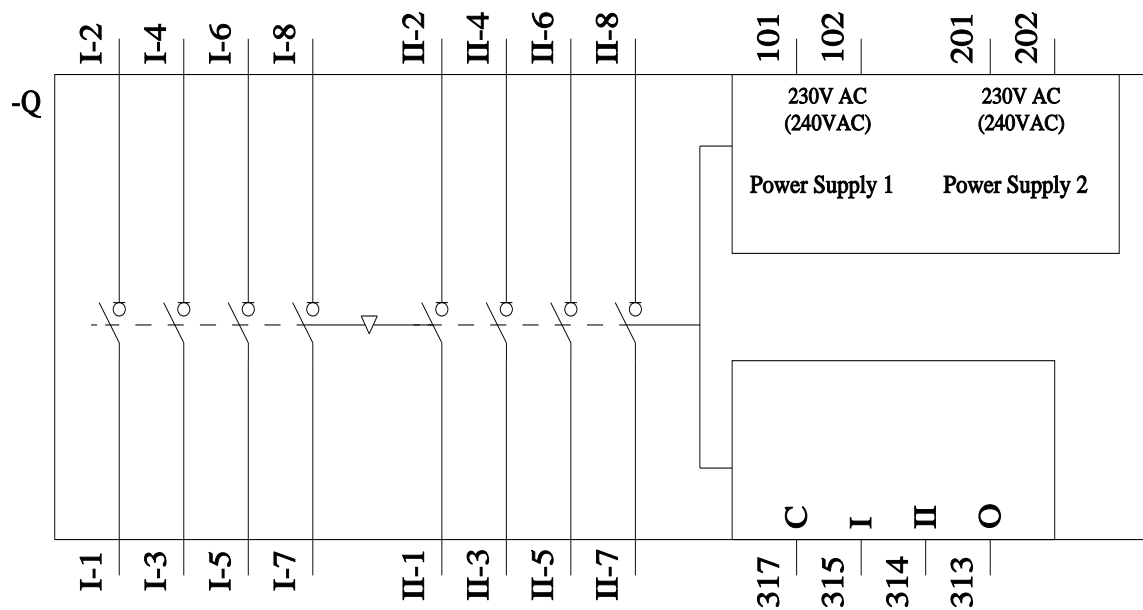 I-2
I-4
I-6
I-8
II-2
II-4
II-6
II-8
101
102
201
202
-Q
230V AC
(240VAC)
230V AC
(240VAC)
Power Supply 1
Power Supply 2
C
I
II
O
I-1
I-3
I-5
I-7
II-1
II-3
II-5
II-7
317
315
314
313